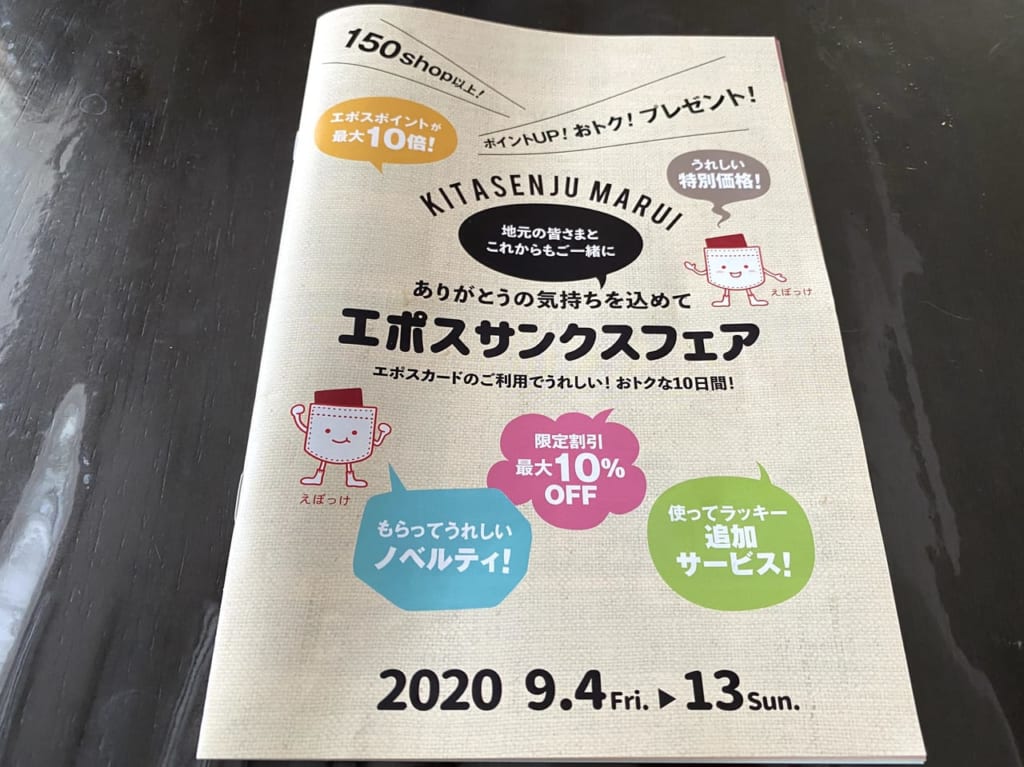 150shop以上!
ポイントUP! おトク! プレゼント!
エポスポイントが
最大10倍!
うれしい
特別価格!
KITASENJU MARUI
地元の皆さまと
これからもご一緒に
えぽっけ
ありがとうの気持ちを込めて
エポスサンクスフェア
エポスカードのご利用でうれしい! おトクな10日間!
えぽっけ
限定割引
最大10%
OFF
もらってうれしい
ノベルティ!
使ってラッキー
追加
サービス!
2020 9.4 Fri. ▶ 13 Sun.